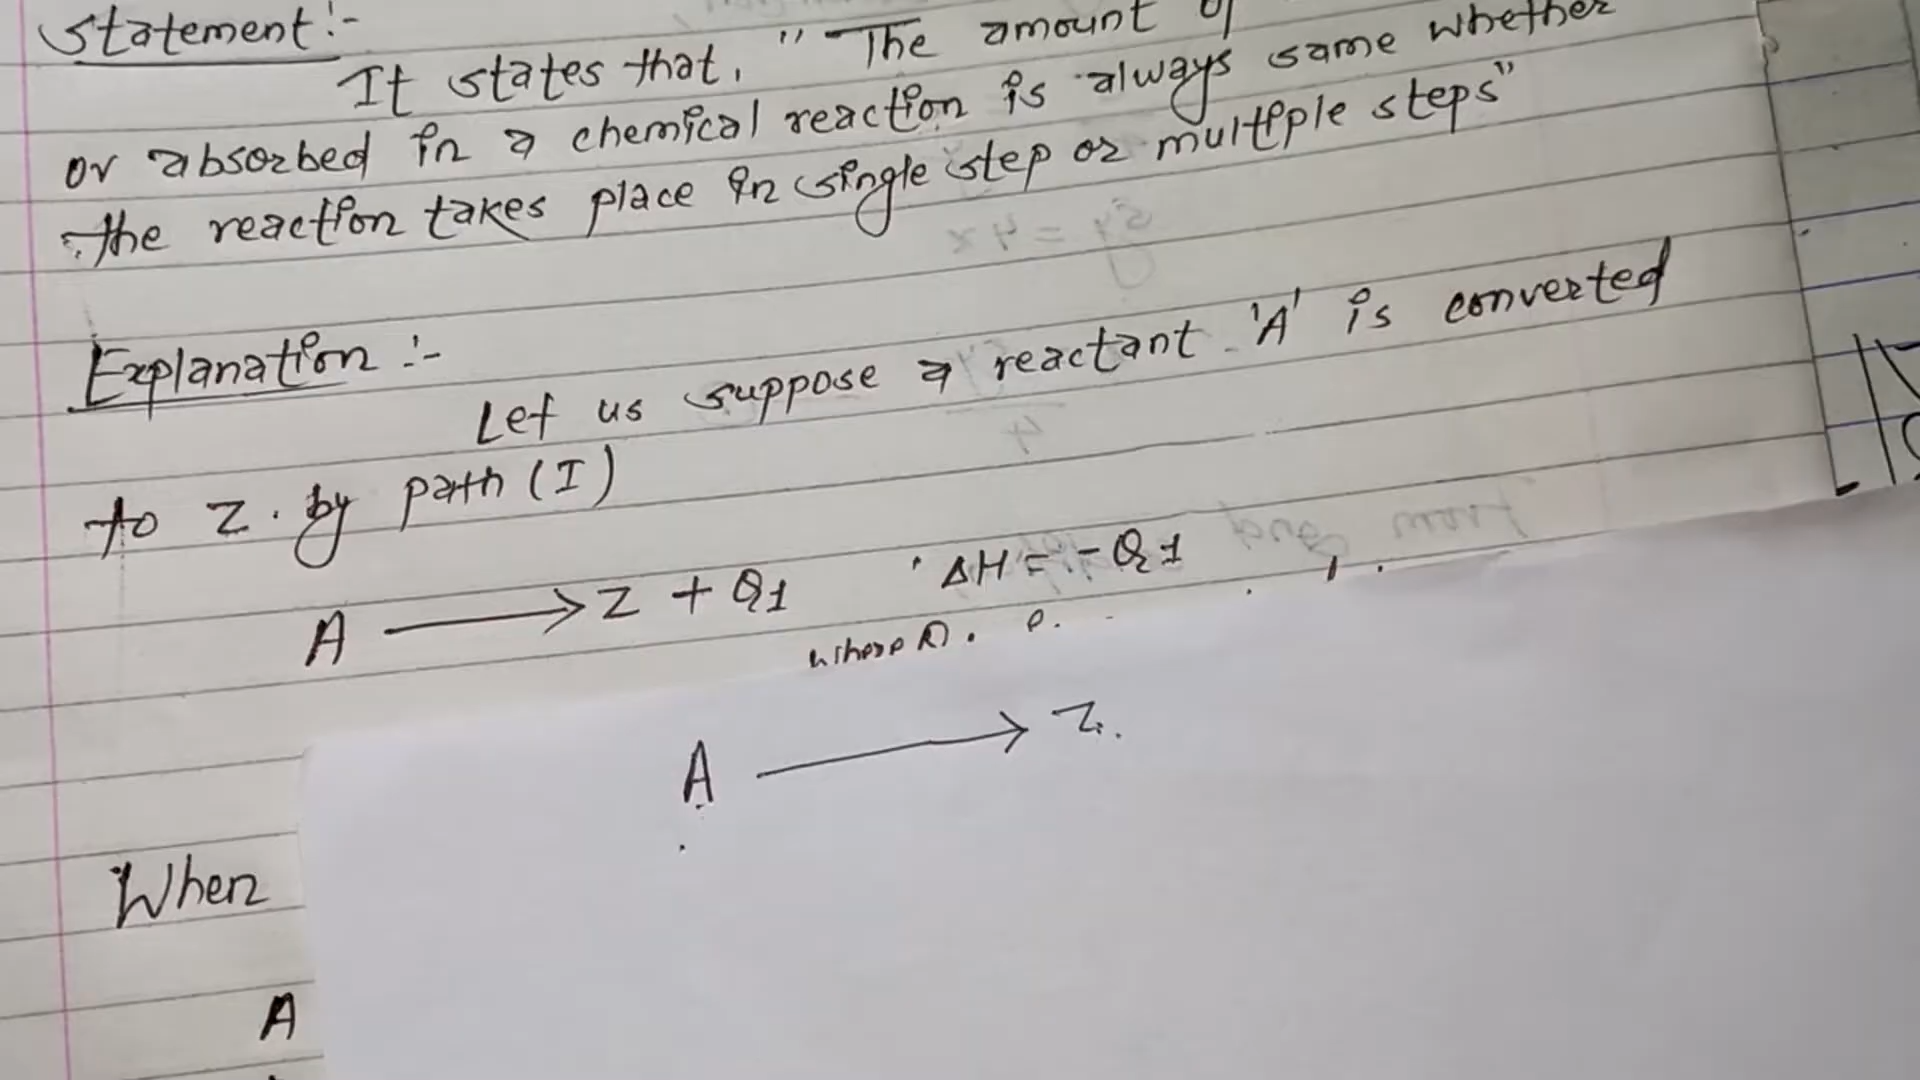 Statement:-
It states that, "The amount of
or absorbed in a chemical reaction is always same whether
the reaction takes place in single step or multiple steps"
Explanation:-
Let us suppose a reactant 'A' is converted
to Z. by path (I)
A → Z + Q1 ΔH = -Q1
where
A → Z.
When
A